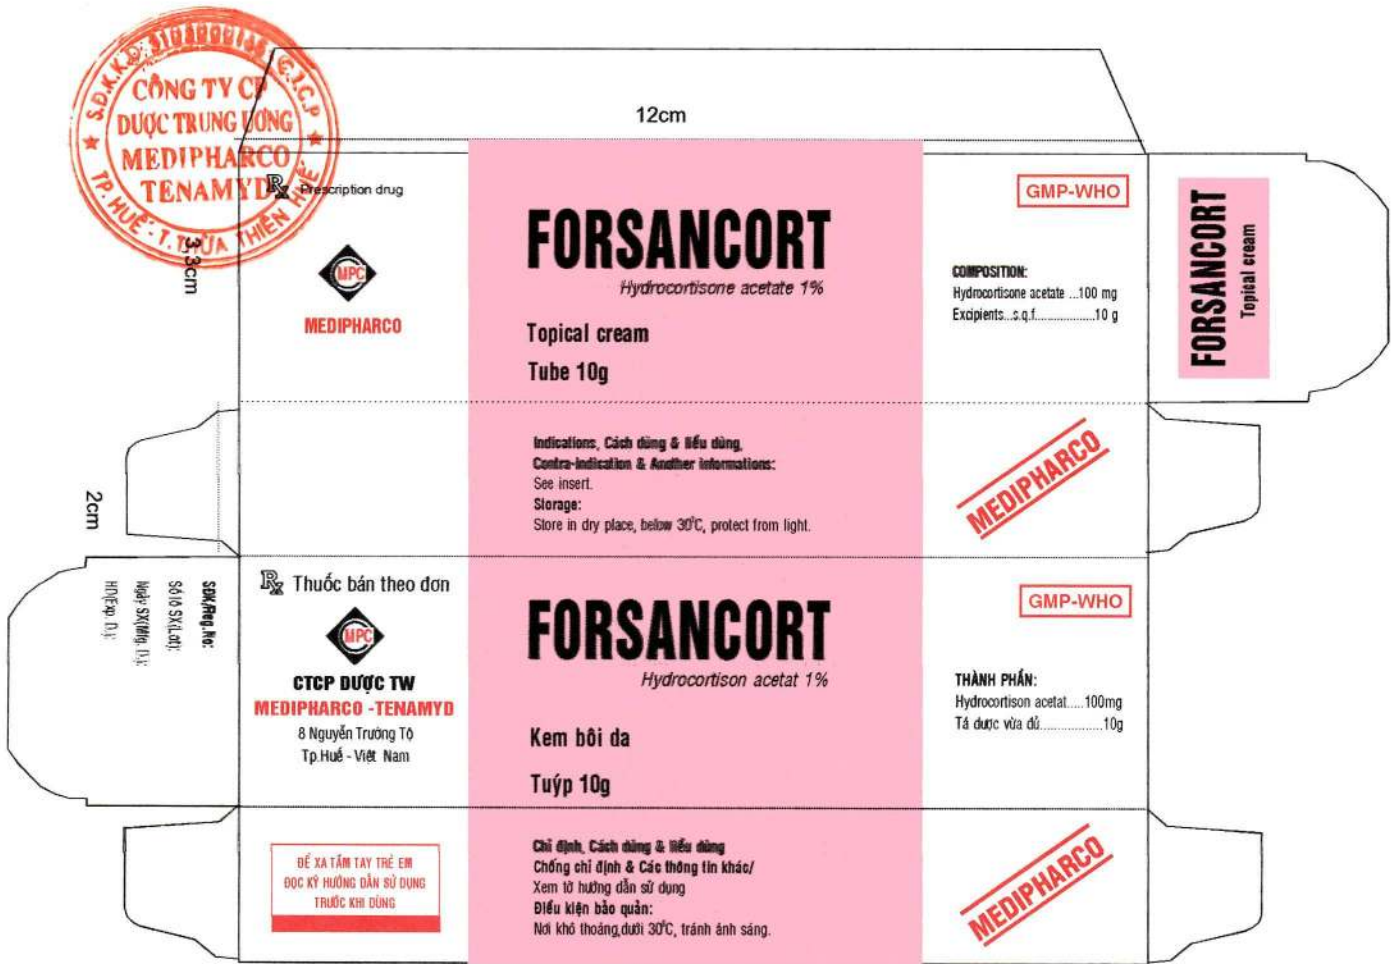 S.D.K.K.D: 3103000135 - C.T.C.P
CÔNG TY CP
DƯỢC TRUNG ƯƠNG
MEDIPHARCO
TENAMYD
TP. HUẾ - T. THỪA THIÊN HUẾ
12cm
3,3cm
2cm
Rx Prescription drug
MPC
MEDIPHARCO
FORSANCORT
Hydrocortisone acetate 1%
Topical cream
Tube 10g
GMP-WHO
COMPOSITION:
Hydrocortisone acetate ...100 mg
Excipients...s.q.f..................10 g
FORSANCORT
Topical cream
Indications, Cách dùng & liều dùng,
Contra-indication & Another informations:
See insert.
Storage:
Store in dry place, below 30⁰C, protect from light.
MEDIPHARCO
SĐK/Reg.No:
Số lô SX(Lot):
Ngày SX(Mfg. D.):
HD(Exp. D.):
Rx Thuốc bán theo đơn
MPC
CTCP DƯỢC TW
MEDIPHARCO -TENAMYD
8 Nguyễn Trường Tộ
Tp.Huế - Việt Nam
FORSANCORT
Hydrocortison acetat 1%
Kem bôi da
Tuýp 10g
GMP-WHO
THÀNH PHẦN:
Hydrocortison acetat.....100mg
Tá dược vừa đủ..................10g
ĐỂ XA TẦM TAY TRẺ EM
ĐỌC KỸ HƯỚNG DẪN SỬ DỤNG
TRƯỚC KHI DÙNG
Chỉ định, Cách dùng & liều dùng
Chống chỉ định & Các thông tin khác/
Xem tờ hướng dẫn sử dụng
Điều kiện bảo quản:
Nơi khô thoáng,dưới 30⁰C, tránh ánh sáng.
MEDIPHARCO